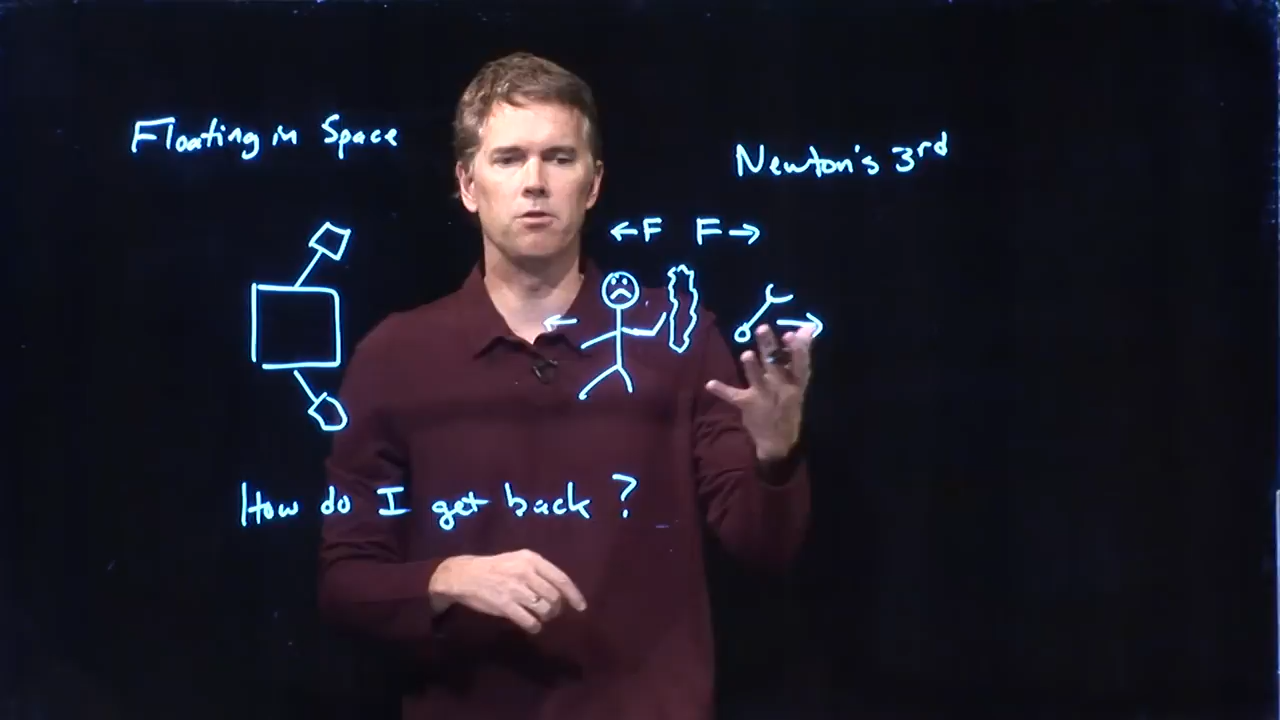 Floating in Space
Newton's 3rd
←F F→
How do I get back ?